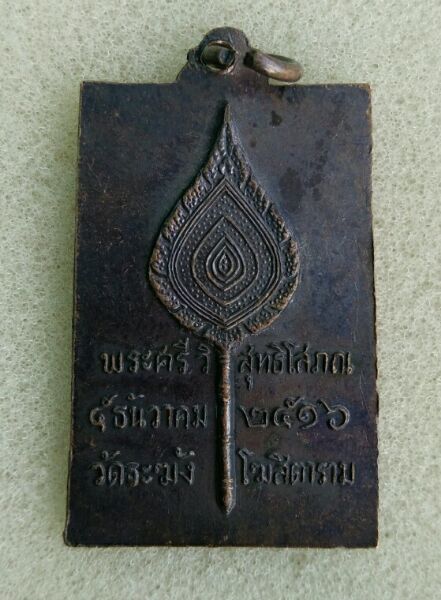 พระศรี วิ สุทธิโสภณ
๕ ธันวาคม ๒๕๑๖
วัดระฆัง โฆสิตาราม